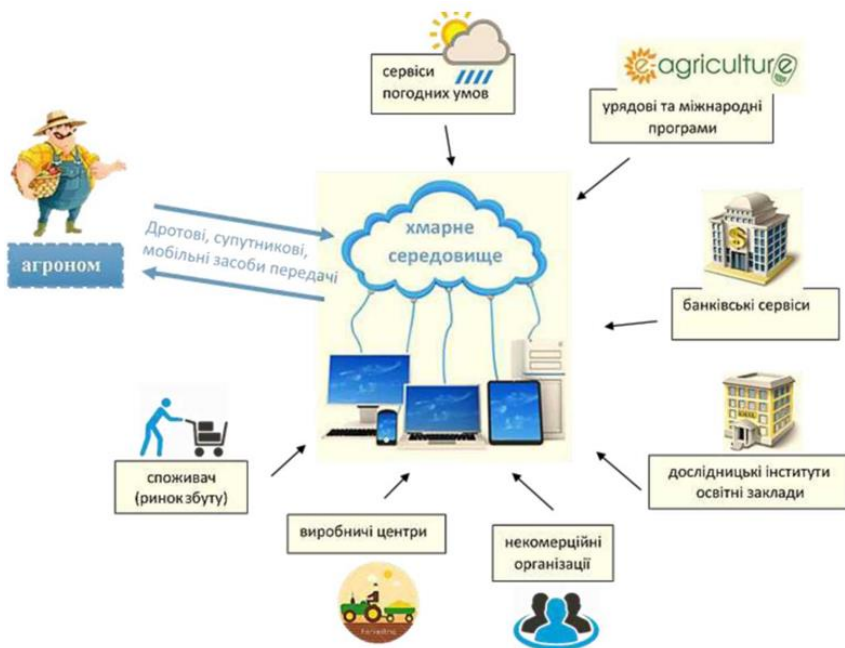 сервіси
погодних умов
e-agriculture
урядові та міжнародні
програми
Дротові, супутникові,
мобільні засоби передачі
агроном
хмарне
середовище
$
банківські сервіси
дослідницькі інститути
освітні заклади
споживач
(ринок збуту)
виробничі центри
некомерційні
організації